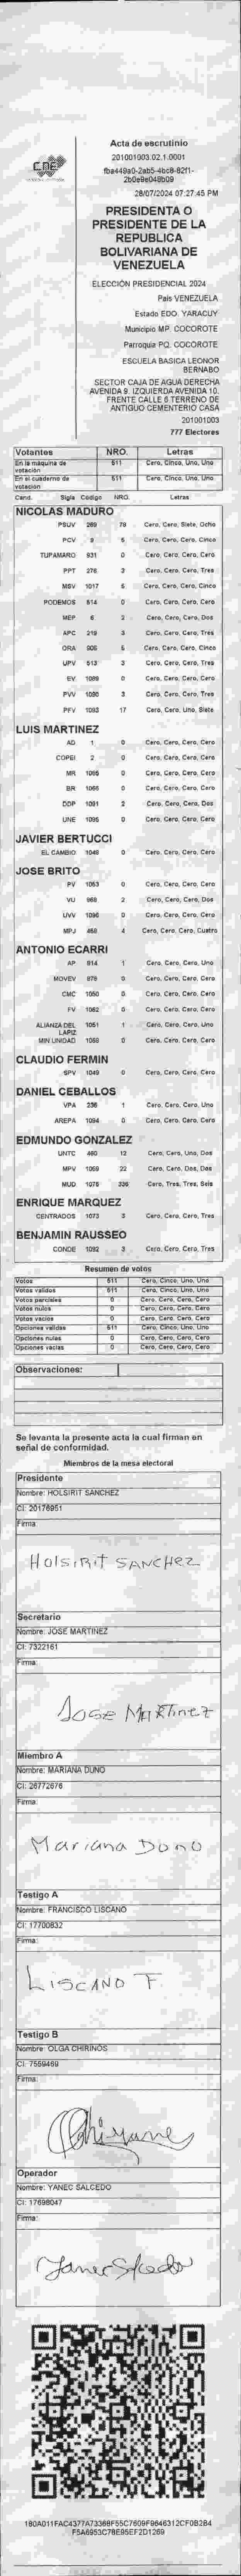 CNE
Acta de escrutinio
201001003.02.1.0001
28/07/2024 07:27:45 PM
PRESIDENTA O
PRESIDENTE DE LA
REPUBLICA
BOLIVARIANA DE
VENEZUELA
ELECCIÓN PRESIDENCIAL 2024
País VENEZUELA
Estado EDO. YARACUY
Municipio MP. COCOROTE
Parroquia PQ. COCOROTE
ESCUELA BASICA LEONOR
BERNABO
SECTOR CAJA DE AGUA DERECHA
AVENIDA 8. IZQUIERDA AVENIDA 10.
FRENTE CALLE 6 TERRENO DE
ANTIGUO CEMENTERIO CASA
201001003
777 Electores
Votantes NRO. Letras
En la máquina de votación 511 Cero, Cinco, Uno, Uno
En el cuaderno de votación 511 Cero, Cinco, Uno, Uno
Cand. Sigla Codigo NRO. Letras
NICOLAS MADURO
PSUV 269 78 Cero, Cero, Siete, Ocho
PCV 9 5 Cero, Cero, Cero, Cinco
TUPAMARO 931 0 Cero, Cero, Cero, Cero
PPT 276 3 Cero, Cero, Cero, Tres
MSV 1017 5 Cero, Cero, Cero, Cinco
PODEMOS 514 0 Cero, Cero, Cero, Cero
MEP 6 2 Cero, Cero, Cero, Dos
APC 219 3 Cero, Cero, Cero, Tres
ORA 905 5 Cero, Cero, Cero, Cinco
UPV 513 3 Cero, Cero, Cero, Tres
EV 1089 0 Cero, Cero, Cero, Cero
PVV 1090 3 Cero, Cero, Cero, Tres
PFV 1093 17 Cero, Cero, Uno, Siete
LUIS MARTINEZ
AD 1 0 Cero, Cero, Cero, Cero
COPEI 2 0 Cero, Cero, Cero, Cero
MR 1065 0 Cero, Cero, Cero, Cero
BR 1066 0 Cero, Cero, Cero, Cero
DDP 1091 2 Cero, Cero, Cero, Dos
UNE 1095 0 Cero, Cero, Cero, Cero
JAVIER BERTUCCI
EL CAMBIO 1048 0 Cero, Cero, Cero, Cero
JOSE BRITO
PV 1053 0 Cero, Cero, Cero, Cero
VU 968 2 Cero, Cero, Cero, Dos
UVV 1096 0 Cero, Cero, Cero, Cero
MPJ 468 4 Cero, Cero, Cero, Cuatro
ANTONIO ECARRI
AP 914 1 Cero, Cero, Cero, Uno
MOVEV 978 0 Cero, Cero, Cero, Cero
CMC 1050 0 Cero, Cero, Cero, Cero
FV 1062 0 Cero, Cero, Cero, Cero
ALIANZA DEL LAPIZ 1051 1 Cero, Cero, Cero, Uno
MIN UNIDAD 1069 0 Cero, Cero, Cero, Cero
CLAUDIO FERMIN
SPV 1049 0 Cero, Cero, Cero, Cero
DANIEL CEBALLOS
VPA 236 1 Cero, Cero, Cero, Uno
AREPA 1094 0 Cero, Cero, Cero, Cero
EDMUNDO GONZALEZ
UNTC 460 12 Cero, Cero, Uno, Dos
MPV 1069 22 Cero, Cero, Dos, Dos
MUD 1075 336 Cero, Tres, Tres, Seis
ENRIQUE MARQUEZ
CENTRADOS 1073 3 Cero, Cero, Cero, Tres
BENJAMIN RAUSSEO
CONDE 1092 3 Cero, Cero, Cero, Tres
Resumen de votos
Votos 511 Cero, Cinco, Uno, Uno
Votos validos 511 Cero, Cinco, Uno, Uno
Votos parciales 0 Cero, Cero, Cero, Cero
Votos nulos 0 Cero, Cero, Cero, Cero
Votos vacios 0 Cero, Cero, Cero, Cero
Opciones validas 511 Cero, Cinco, Uno, Uno
Opciones nulas 0 Cero, Cero, Cero, Cero
Opciones vacias 0 Cero, Cero, Cero, Cero
Observaciones:
Se levanta la presente acta la cual firman en
señal de conformidad.
Miembros de la mesa electoral
Presidente
Nombre: HOLSIRIT SANCHEZ
CI: 20176951
Firma:
HOLSIRIT SANCHEZ
Secretario
Nombre: JOSE MARTINEZ
CI: 7322161
Firma:
Jose Martinez
Miembro A
Nombre: MARIANA DUNO
CI: 26772676
Firma:
Mariana Duno
Testigo A
Nombre: FRANCISCO LISCANO
CI: 17700832
Firma:
LISCANO F.
Testigo B
Nombre: OLGA CHIRINOS
CI: 7559469
Firma:
Operador
Nombre: YANEC SALCEDO
CI: 17698047
Firma:
Yanec Salcedo
180A011FAC4377A73368F55C7609F9646312CF0B2B4
F5A6953C78E95EF2D1269